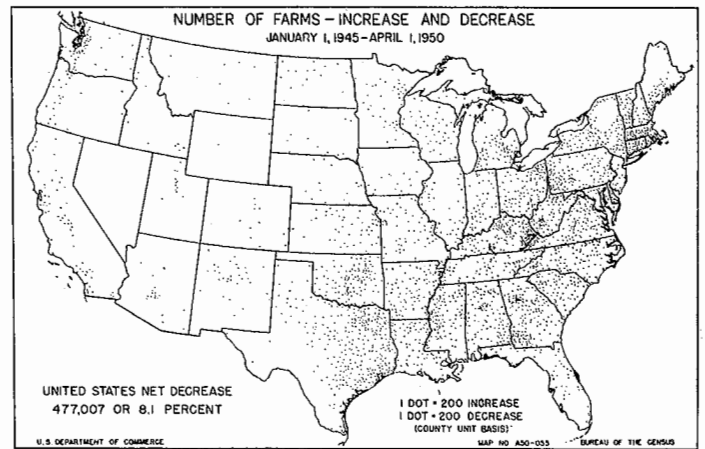 NUMBER OF FARMS – INCREASE AND DECREASE
JANUARY 1, 1945–APRIL 1, 1950
UNITED STATES NET DECREASE
477,007 OR 8.1 PERCENT
1 DOT = 200 INCREASE
1 DOT = 200 DECREASE
(COUNTY UNIT BASIS)
U.S. DEPARTMENT OF COMMERCE
MAP NO A50-055
BUREAU OF THE CENSUS